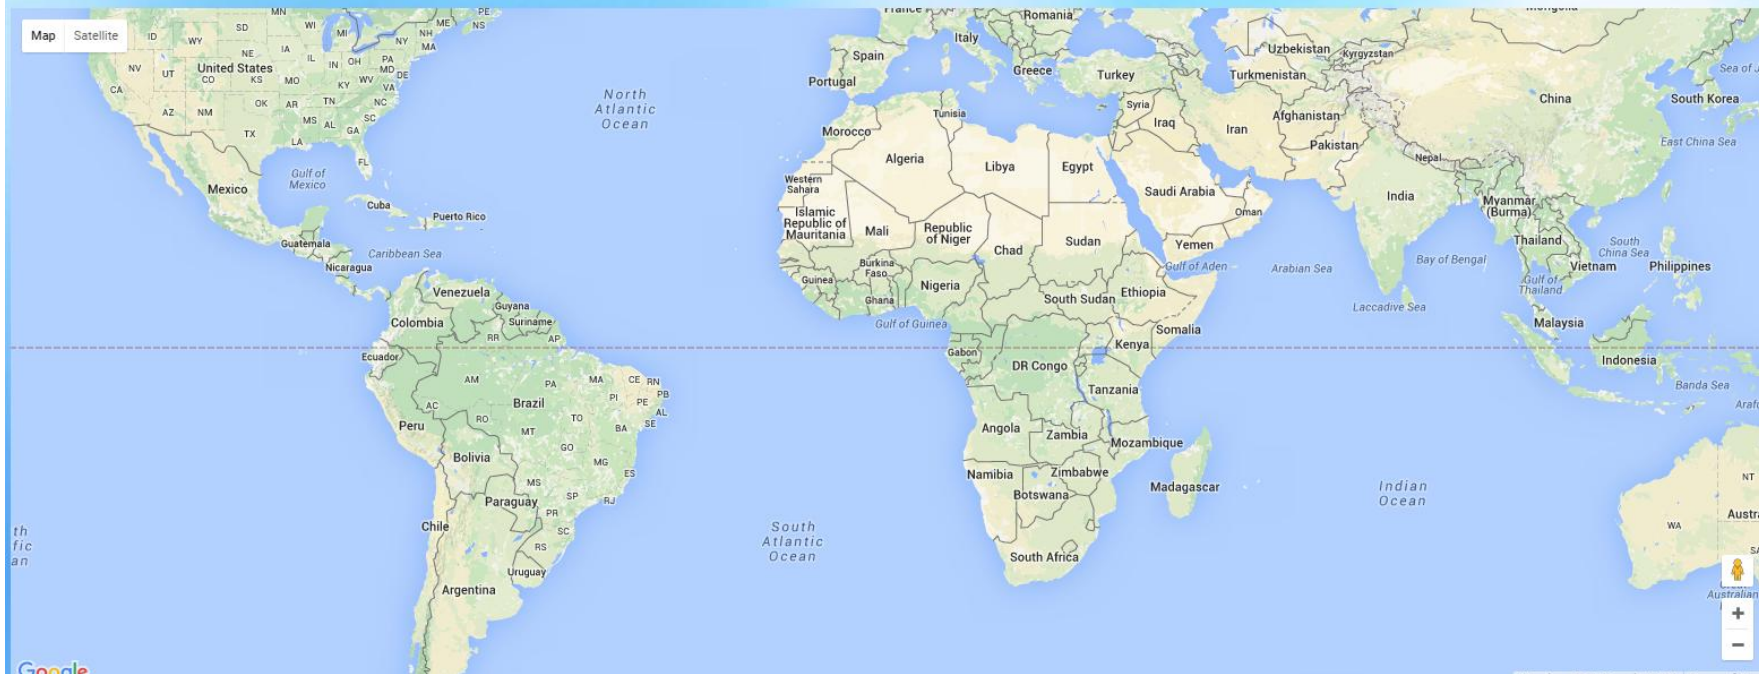 Map
Satellite
MN
WI
MI
ME
PE
NS
ID
WY
SD
IA
NE
IL
IN
OH
PA
NY
NH
MA
MD
DE
NV
UT
United States
CO
KS
MO
KY
WV
VA
CA
AZ
NM
OK
AR
TN
NC
MS
AL
GA
SC
TX
LA
FL
Gulf of
Mexico
Mexico
Cuba
Puerto Rico
Guatemala
Caribbean Sea
Nicaragua
North
Atlantic
Ocean
Venezuela
Guyana
Colombia
Suriname
RR
AP
Ecuador
AM
PA
MA
CE
RN
PB
PI
PE
AL
SE
AC
RO
Brazil
TO
BA
Peru
MT
GO
Bolivia
MG
ES
MS
SP
RJ
Paraguay
PR
SC
Chile
RS
Uruguay
Argentina
South
Atlantic
Ocean
France
Romania
Italy
Spain
Portugal
Greece
Turkey
Uzbekistan
Kyrgyzstan
Turkmenistan
Mongolia
China
South Korea
Sea of J
East China Sea
Tunisia
Syria
Iraq
Iran
Afghanistan
Pakistan
Nepal
Morocco
Algeria
Libya
Egypt
Western
Sahara
Saudi Arabia
Oman
India
Myanmar
(Burma)
Islamic
Republic of
Mauritania
Mali
Republic
of Niger
Chad
Sudan
Yemen
Thailand
South
China Sea
Vietnam
Philippines
Burkina
Faso
Guinea
Ghana
Nigeria
South Sudan
Ethiopia
Gulf of Aden
Arabian Sea
Bay of Bengal
Gulf of
Thailand
Laccadive Sea
Gulf of Guinea
Somalia
Malaysia
Gabon
DR Congo
Kenya
Indonesia
Tanzania
Banda Sea
Araf
Angola
Zambia
Mozambique
Namibia
Zimbabwe
Botswana
Madagascar
Indian
Ocean
South Africa
NT
WA
Austra
SA
Australian
th
fic
an
Google
+
−